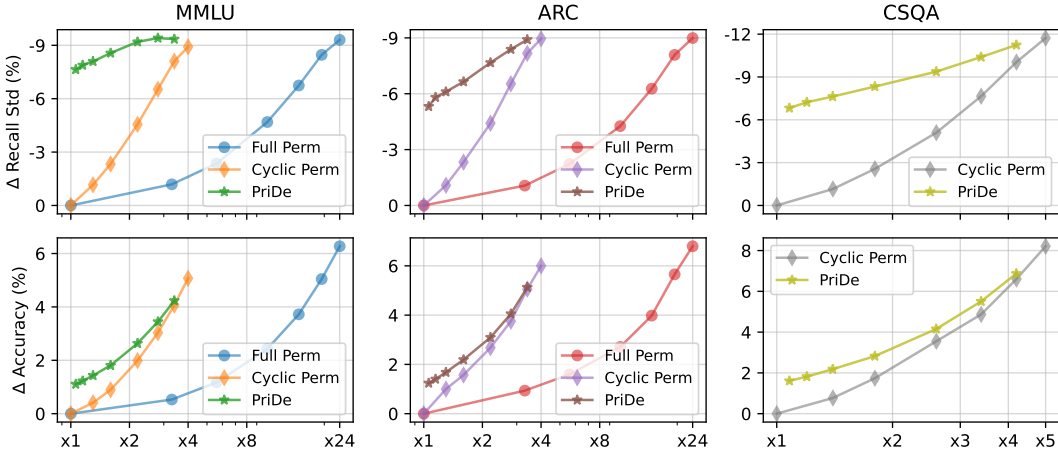 MMLU
ARC
CSQA
Δ Recall Std (%)
-9
-6
-3
0
Full Perm
Cyclic Perm
PriDe
-9
-6
-3
0
Full Perm
Cyclic Perm
PriDe
-12
-9
-6
-3
0
Cyclic Perm
PriDe
Δ Accuracy (%)
6
4
2
0
Full Perm
Cyclic Perm
PriDe
x1
x2
x4
x8
x24
6
4
2
0
Full Perm
Cyclic Perm
PriDe
x1
x2
x4
x8
x24
8
6
4
2
0
Cyclic Perm
PriDe
x1
x2
x3
x4
x5